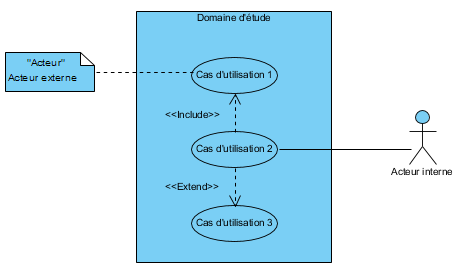 Domaine d'étude
"Acteur"
Acteur externe
Cas d'utilisation 1
<<Include>>
Cas d'utilisation 2
Acteur interne
<<Extend>>
Cas d'utilisation 3